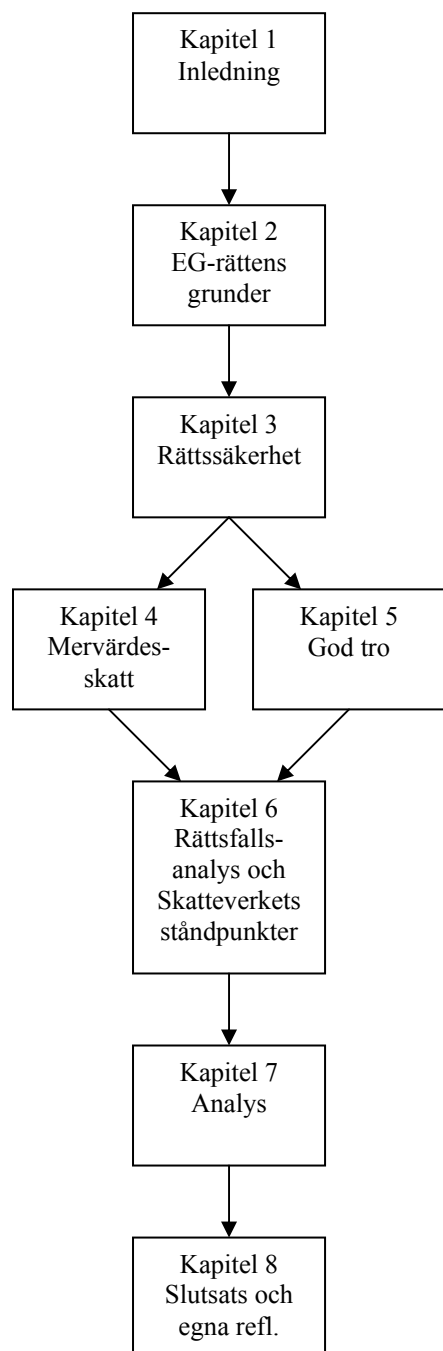 Kapitel 1
Inledning
Kapitel 2
EG-rättens
grunder
Kapitel 3
Rättssäkerhet
Kapitel 4
Mervärdes-
skatt
Kapitel 5
God tro
Kapitel 6
Rättsfalls-
analys och
Skatteverkets
ståndpunkter
Kapitel 7
Analys
Kapitel 8
Slutsats och
egna refl.